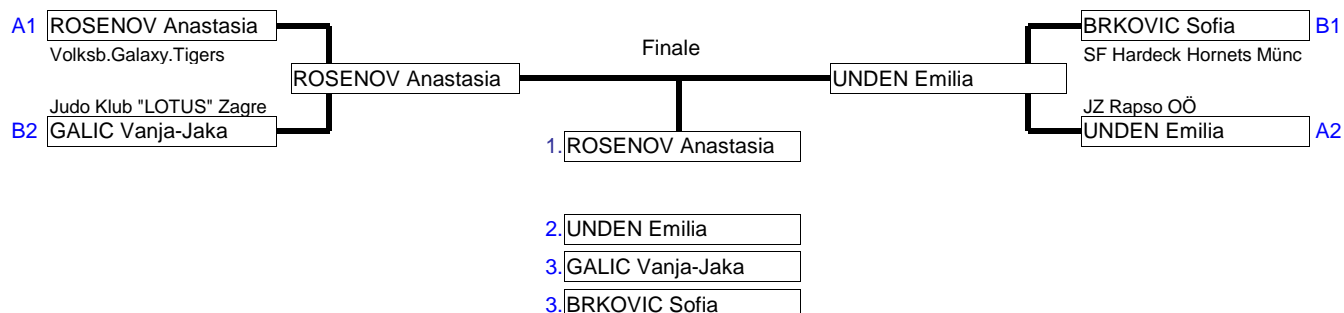 A1 ROSENOV Anastasia
Volksb.Galaxy.Tigers
BRKOVIC Sofia B1
SF Hardeck Hornets Münc
Finale
ROSENOV Anastasia
UNDEN Emilia
Judo Klub "LOTUS" Zagre
B2 GALIC Vanja-Jaka
JZ Rapso OÖ
UNDEN Emilia A2
1. ROSENOV Anastasia
2. UNDEN Emilia
3. GALIC Vanja-Jaka
3. BRKOVIC Sofia